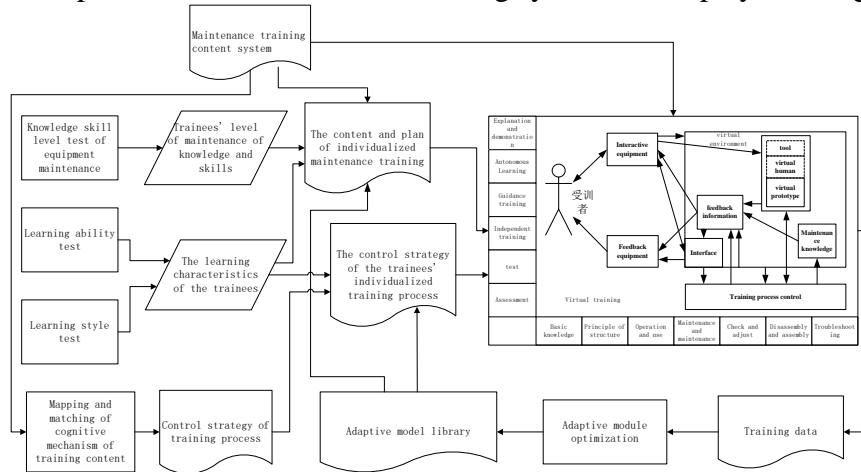 Maintenance training
content system
Knowledge skill
level test of
equipment
maintenance
Trainees' level
of maintenance of
knowledge and
skills
The content and plan
of individualized
maintenance training
Learning ability
test
Learning style
test
The learning
characteristics
of the trainees
The control strategy
of the trainees'
individualized
training process
Mapping and
matching of
cognitive
mechanism of
training content
Control strategy of
training process
Adaptive model library
Adaptive module
optimization
Training data
Explanation
and
demonstratio
n
Autonomous
Learning
Guidance
training
Independent
training
test
Assessment
受训
者
Interactive
equipment
Feedback
equipment
virtual
environment
tool
virtual
human
virtual
prototype
feedback
information
Maintena
nce
knowledge
Interface
Training process control
Virtual training
Basic
knowledge
Principle of
structure
Operation
and use
Maintenance
and
maintenance
Check and
adjust
Disassembly
and assembly
Troubleshoot
ing